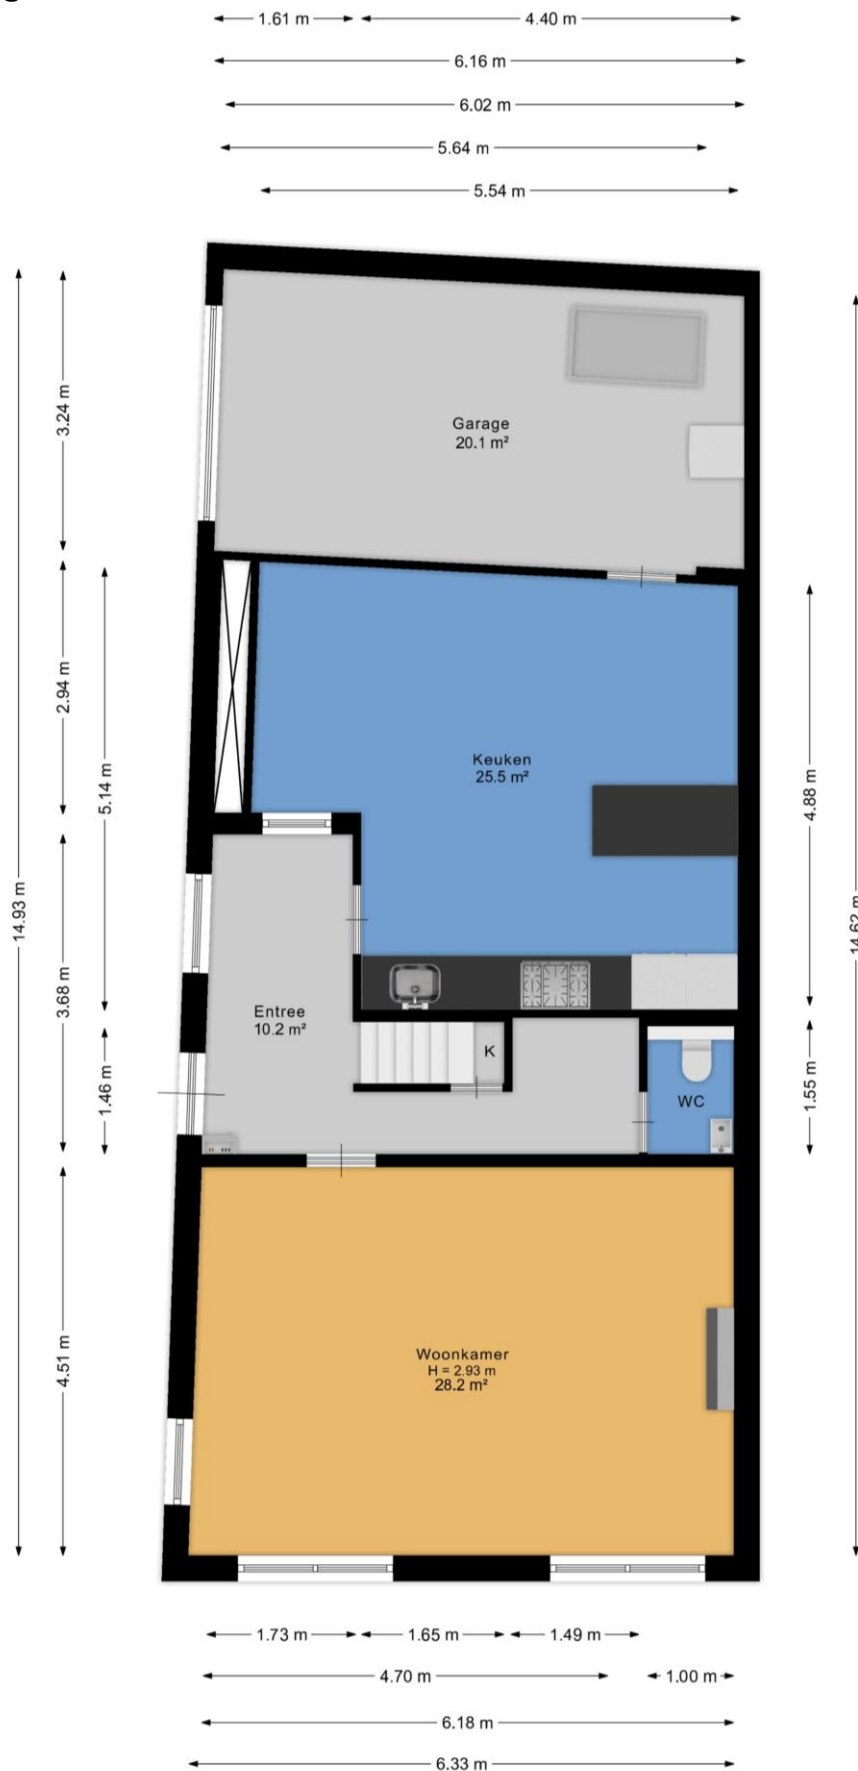 g
1.61 m
4.40 m
6.16 m
6.02 m
5.64 m
5.54 m
14.93 m
3.24 m
2.94 m
5.14 m
3.68 m
1.46 m
4.51 m
Garage
20.1 m²
Keuken
25.5 m²
Entree
10.2 m²
K
WC
Woonkamer
H = 2.93 m
28.2 m²
4.88 m
1.55 m
14.62 m
1.73 m
1.65 m
1.49 m
4.70 m
1.00 m
6.18 m
6.33 m